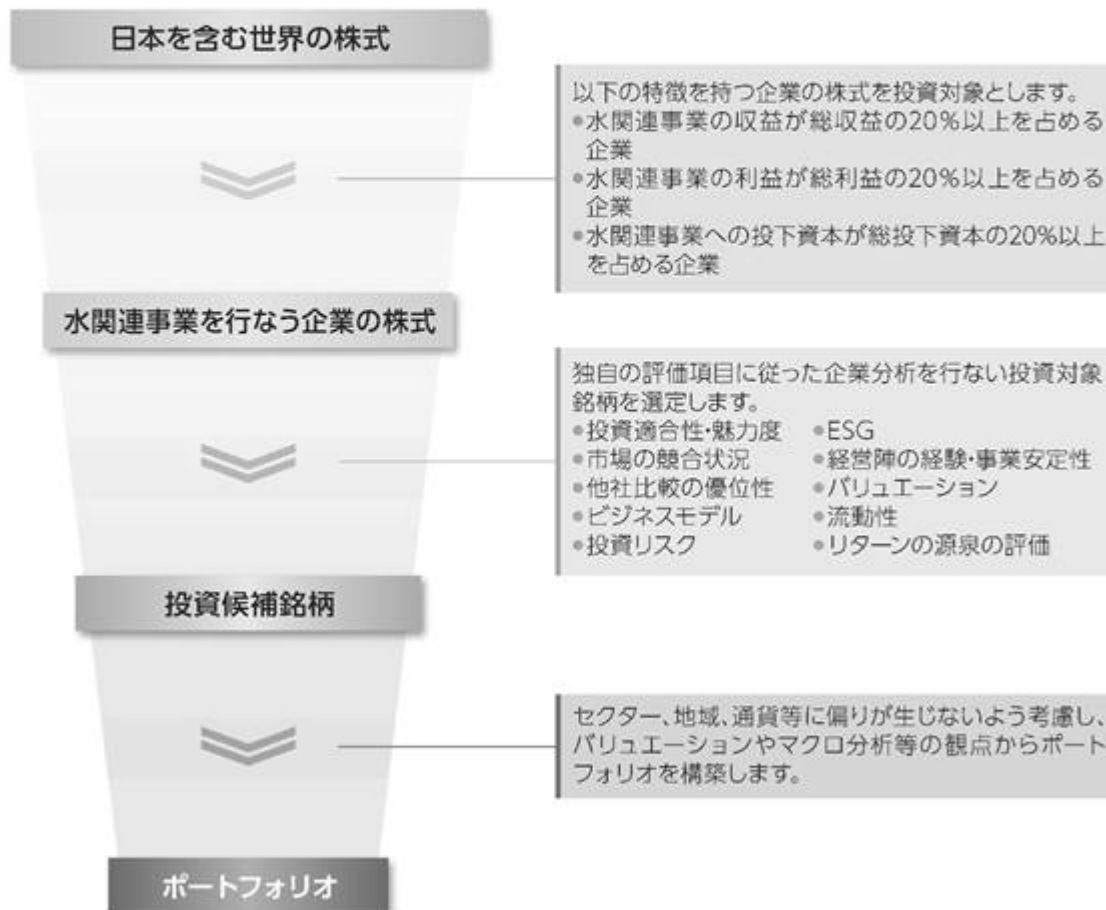 日本を含む世界の株式
以下の特徴を持つ企業の株式を投資対象とします。
●水関連事業の収益が総収益の20%以上を占める
企業
●水関連事業の利益が総利益の20%以上を占める
企業
●水関連事業への投下資本が総投下資本の20%以上
を占める企業
水関連事業を行なう企業の株式
独自の評価項目に従った企業分析を行ない投資対象
銘柄を選定します。
●投資適合性・魅力度 ●ESG
●市場の競合状況 ●経営陣の経験・事業安定性
●他社比較の優位性 ●バリュエーション
●ビジネスモデル ●流動性
●投資リスク ●リターンの源泉の評価
投資候補銘柄
セクター、地域、通貨等に偏りが生じないよう考慮し、
バリュエーションやマクロ分析等の観点からポート
フォリオを構築します。
ポートフォリオ